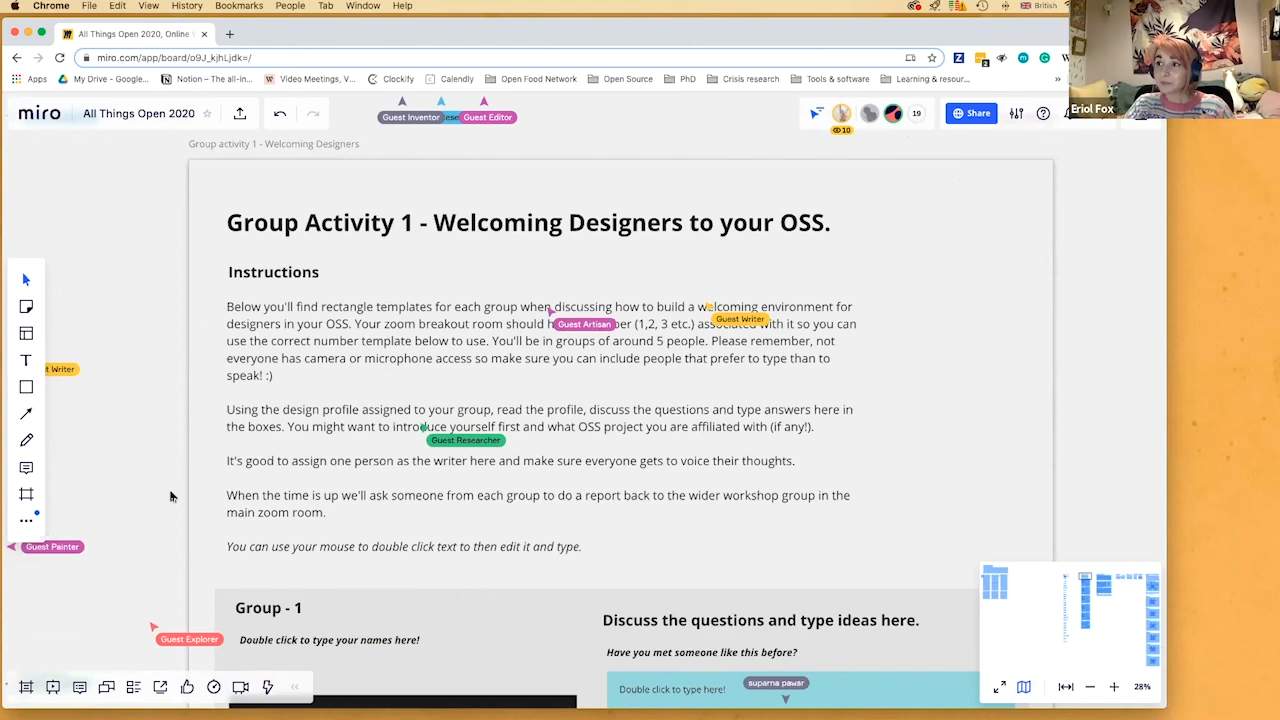 Chrome File Edit View History Bookmarks People Tab Window Help
British
All Things Open 2020, Online
miro.com/app/board/o9J_kjhLjdk=/
Apps My Drive - Google... Notion – The all-in... Video Meetings, V... Clockify Calendly Open Food Network Open Source PhD Crisis research Tools & software Learning & resour... »
Eriol Fox
miro All Things Open 2020
Guest Inventor Guest Editor
10
19
Share
Group activity 1 - Welcoming Designers
Group Activity 1 - Welcoming Designers to your OSS.
Instructions
Below you'll find rectangle templates for each group when discussing how to build a welcoming environment for
Guest Writer
designers in your OSS. Your zoom breakout room should Guest Artisan (1,2, 3 etc.) associated with it so you can
use the correct number template below to use. You'll be in groups of around 5 people. Please remember, not
everyone has camera or microphone access so make sure you can include people that prefer to type than to
Writer
speak! :)
Using the design profile assigned to your group, read the profile, discuss the questions and type answers here in
the boxes. You might want to introduce yourself first and what OSS project you are affiliated with (if any!).
Guest Researcher
It's good to assign one person as the writer here and make sure everyone gets to voice their thoughts.
When the time is up we'll ask someone from each group to do a report back to the wider workshop group in the
main zoom room.
You can use your mouse to double click text to then edit it and type.
Guest Painter
Group - 1
Double click to type your names here!
Guest Explorer
Discuss the questions and type ideas here.
Have you met someone like this before?
Double click to type here!
suparna pawar
28%